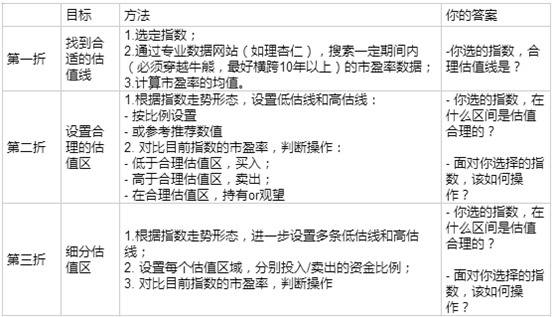 目标
方法
你的答案
第一折
找到合
适的估
值线
1.选定指数；
2.通过专业数据网站（如理杏仁），搜素一定期间内
（必须穿越牛熊，最好横跨10年以上）的市盈率数据；
3.计算市盈率的均值。
-你选的指数，合
理估值线是？
第二折
设置合
理的估
值区
1.根据指数走势形态，设置低估线和高估线：
- 按比例设置
- 或参考推荐数值
2. 对比目前指数的市盈率，判断操作：
- 低于合理估值区，买入；
- 高于合理估值区，卖出；
- 在合理估值区，持有or观望
- 你选的指数，在
什么区间是估值
合理的？
- 面对你选择的指
数，该如何操
作？
第三折
细分估
值区
1.根据指数走势形态，进一步设置多条低估线和高估
线；
2. 设置每个估值区域，分别投入/卖出的资金比例；
3. 对比目前指数的市盈率，判断操作
- 你选的指数，在
什么区间是估值
合理的？
- 面对你选择的指
数，该如何操
作？